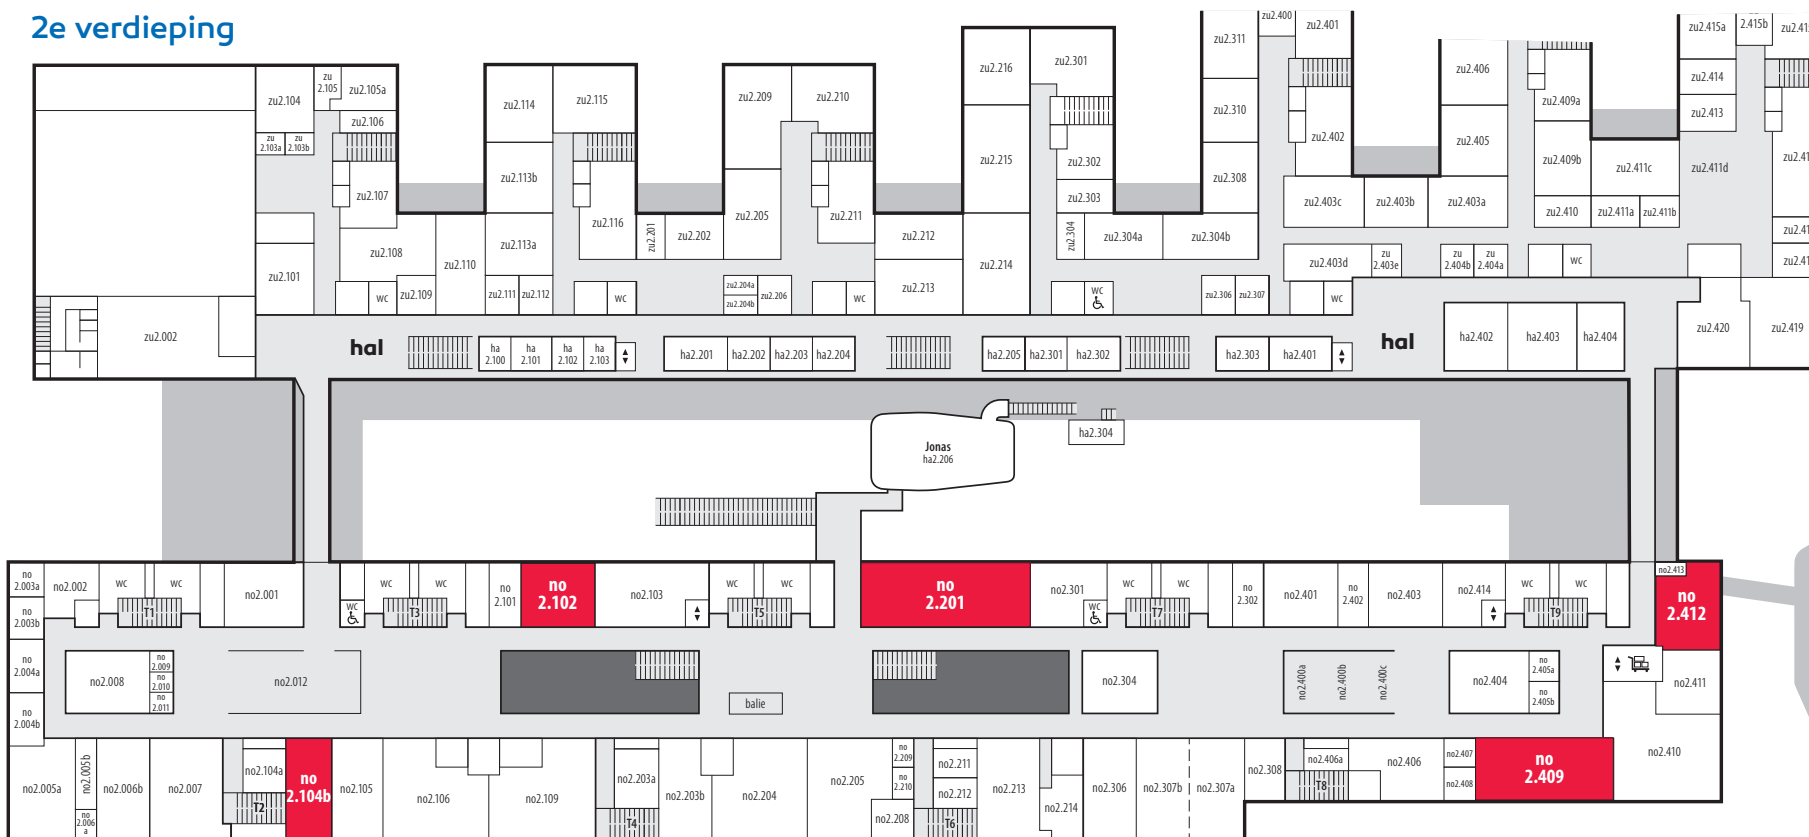 2e verdieping
zu2.104
zu
2.105
zu2.105a
zu2.106
zu
2.103a
zu
2.103b
zu2.107
zu2.108
zu2.101
zu2.109
wc
zu2.110
zu2.002
zu2.114
zu2.115
zu2.113b
zu2.113a
zu2.116
zu2.111
zu2.112
wc
zu2.209
zu2.210
zu2.205
zu2.201
zu2.202
zu2.211
zu2.204a
zu2.204b
zu2.206
wc
zu2.212
zu2.213
zu2.216
zu2.215
zu2.214
zu2.301
zu2.302
zu2.303
zu2.304
zu2.304a
zu2.304b
wc
zu2.311
zu2.310
zu2.308
zu2.306
zu2.307
wc
zu2.400
zu2.401
zu2.402
zu2.403c
zu2.403b
zu2.403a
zu2.403d
zu
2.403e
zu2.406
zu2.405
zu
2.404b
zu
2.404a
wc
zu2.409a
zu2.409b
zu2.410
zu2.411c
zu2.411a
zu2.411b
zu2.411d
zu2.415a
2.415b
zu2.414
zu2.413
zu2.420
zu2.419
hal
ha
2.100
ha
2.101
ha
2.102
ha
2.103
ha2.201
ha2.202
ha2.203
ha2.204
ha2.205
ha2.301
ha2.302
ha2.303
ha2.401
hal
ha2.402
ha2.403
ha2.404
Jonas
ha2.206
ha2.304
no
2.003a
no2.002
wc
wc
T1
no2.001
no
2.003b
wc
wc
wc
T3
no
2.101
no
2.102
no2.103
wc
wc
T5
no
2.201
no2.301
wc
wc
wc
T7
no
2.302
no2.401
no
2.402
no2.403
no2.414
wc
wc
T9
no2.413
no
2.412
no
2.004a
no
2.004b
no2.008
no
2.009
no
2.010
no
2.011
no2.012
balie
no2.304
no2.400a
no2.400b
no2.400c
no2.404
no
2.405a
no
2.405b
no2.411
no2.410
no2.005a
no2.005b
no
2.006
a
no2.006b
no2.007
no2.104a
T2
no
2.104b
no2.105
no2.106
no2.109
no2.203a
T4
no2.203b
no2.204
no2.205
no
2.209
no
2.210
no2.208
no2.211
no2.212
T6
no2.213
no2.214
no2.306
no2.307b
no2.307a
no2.308
no2.406a
T8
no2.406
no2.407
no2.408
no
2.409